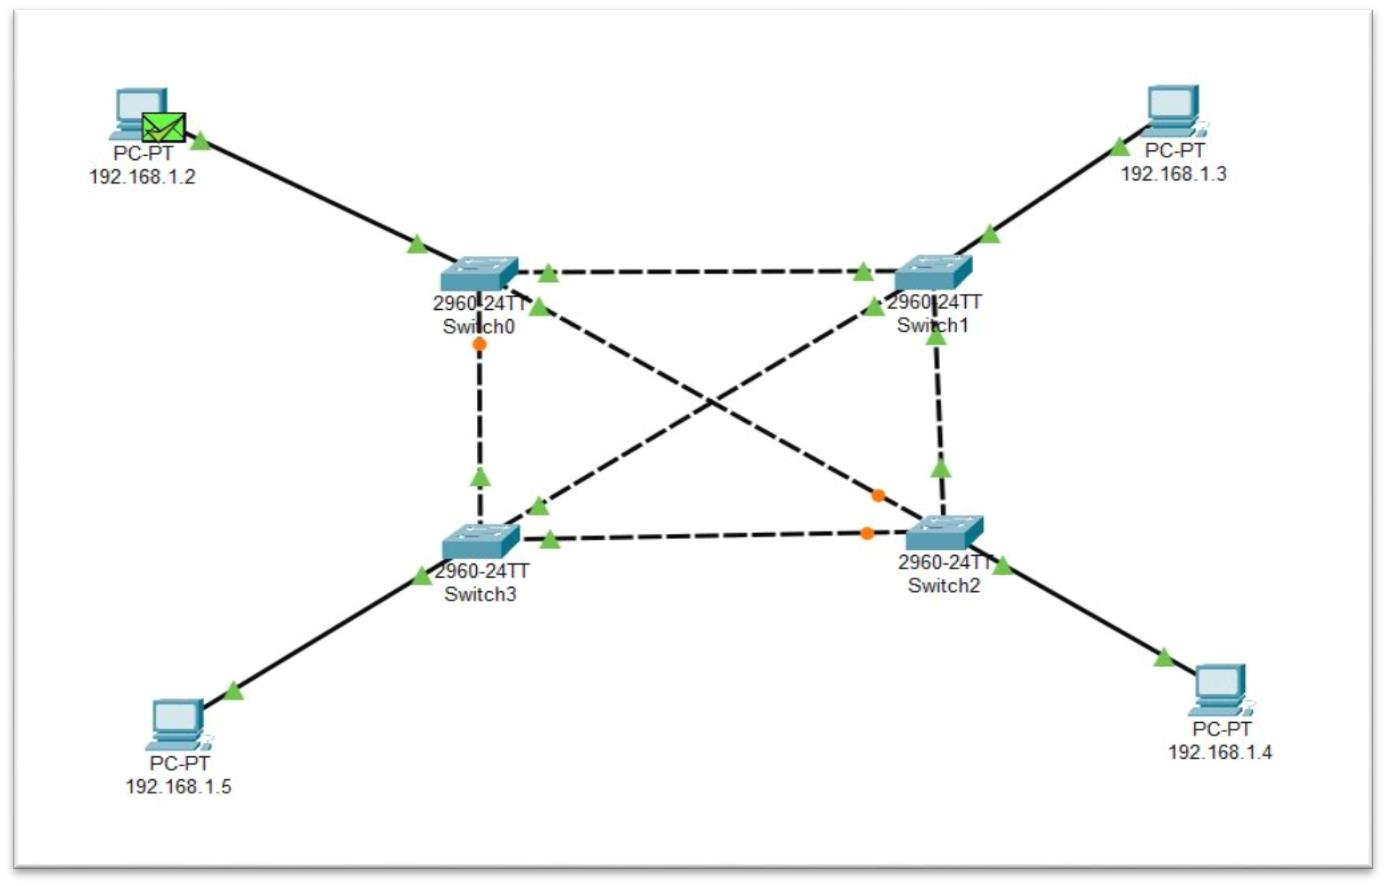 PC-PT
192.168.1.2
PC-PT
192.168.1.3
2960-24TT
Switch0
2960-24TT
Switch1
2960-24TT
Switch3
2960-24TT
Switch2
PC-PT
192.168.1.5
PC-PT
192.168.1.4